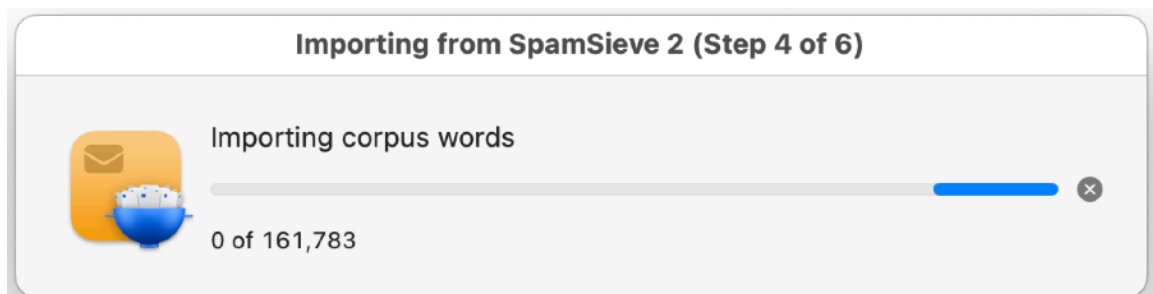 Importing from SpamSieve 2 (Step 4 of 6)
Importing corpus words
0 of 161,783